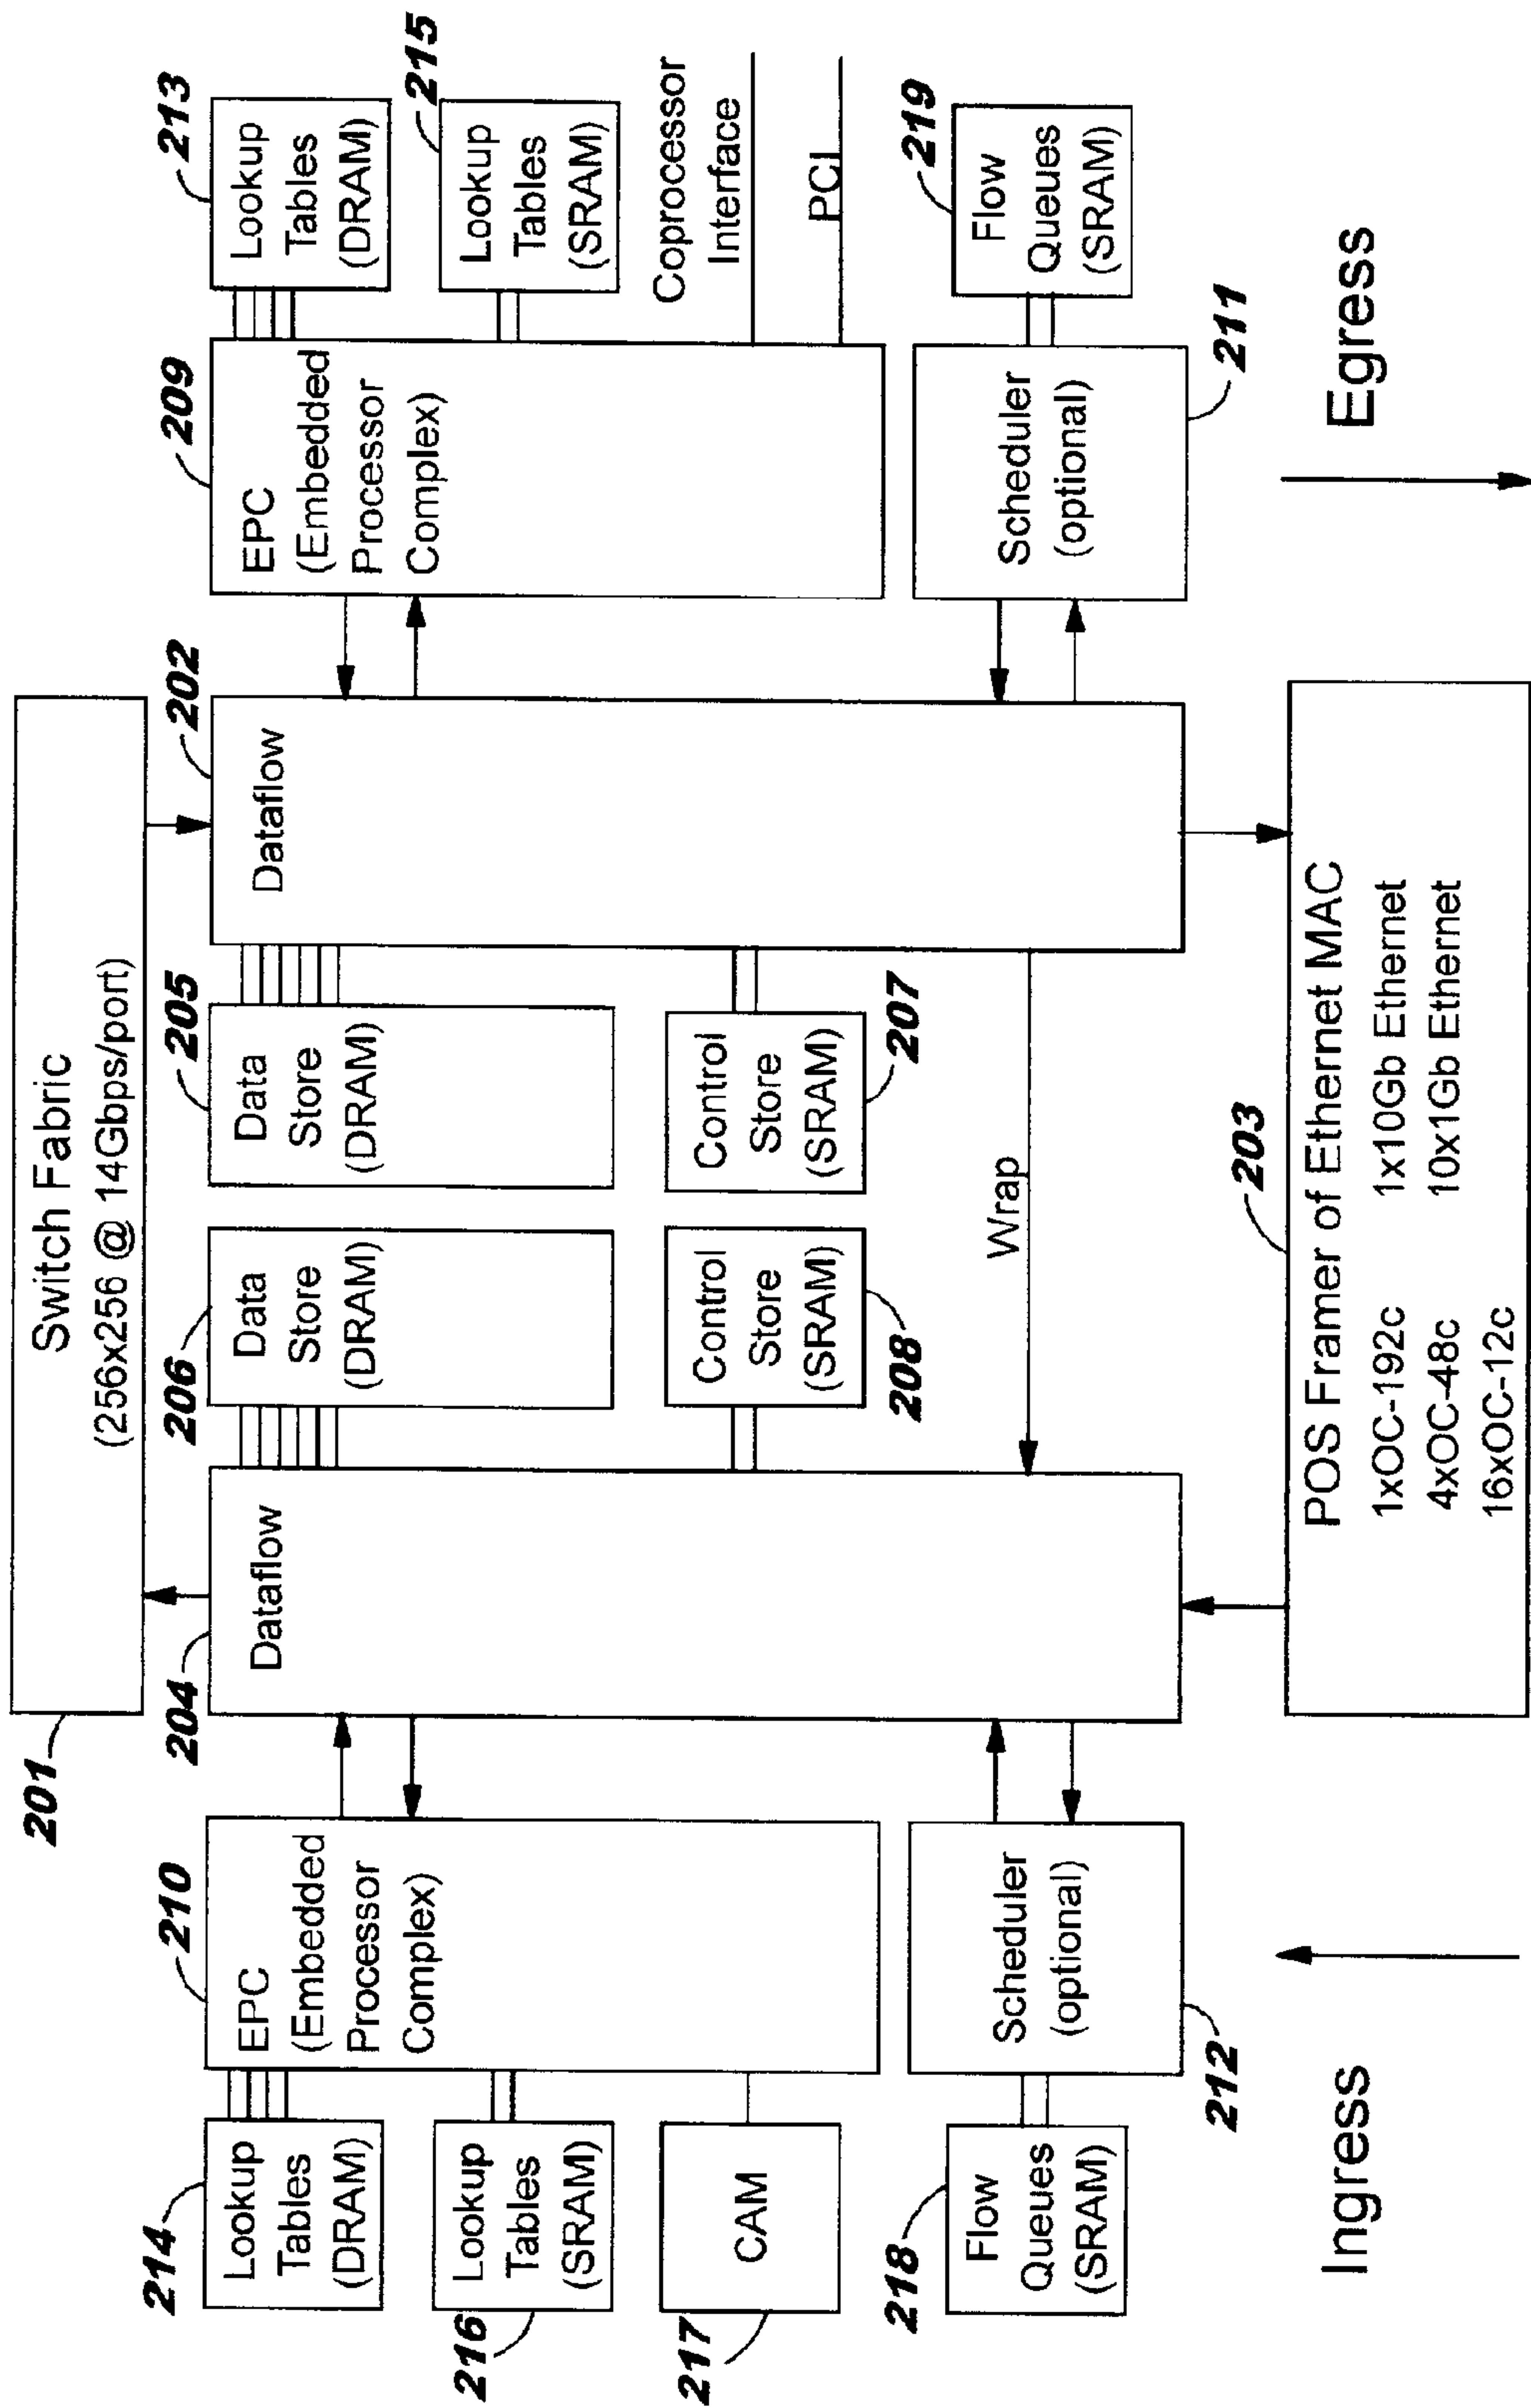 201
Switch Fabric
(256x256 @ 14Gbps/port)
214
Lookup
Tables
(DRAM)
216
Lookup
Tables
(SRAM)
217
CAM
218
Flow
Queues
(SRAM)
210
EPC
(Embedded
Processor
Complex)
Scheduler
(optional)
212
204
Dataflow
206
Data
Store
(DRAM)
Control
Store
(SRAM)
208
205
Data
Store
(DRAM)
Control
Store
(SRAM)
207
Wrap
202
Dataflow
209
EPC
(Embedded
Processor
Complex)
Scheduler
(optional)
211
213
Lookup
Tables
(DRAM)
215
Lookup
Tables
(SRAM)
Coprocessor
Interface
PCI
219
Flow
Queues
(SRAM)
203
POS Framer of Ethernet MAC
1xOC-192c 1x10Gb Ethernet
4xOC-48c 10x1Gb Ethernet
16xOC-12c
Ingress
Egress